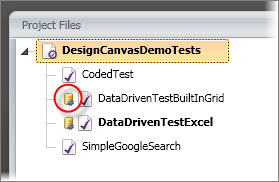 Project Files
DesignCanvasDemoTests
CodedTest
DataDrivenTestBuiltInGrid
DataDrivenTestExcel
SimpleGoogleSearch